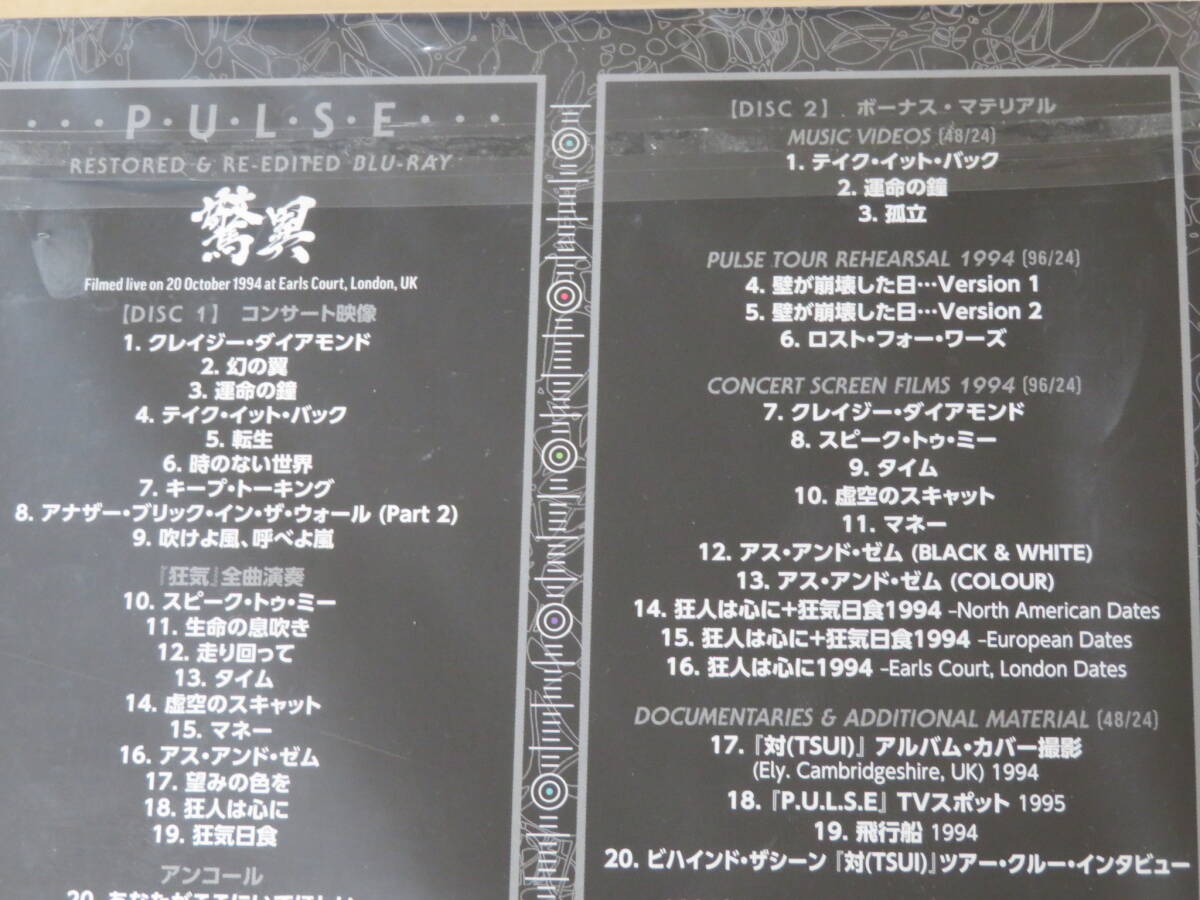 P·U·L·S·E
RESTORED & RE-EDITED BLU-RAY
驚異
Filmed live on 20 October 1994 at Earls Court, London, UK
【DISC 1】 コンサート映像
1. クレイジー・ダイアモンド
2. 幻の翼
3. 運命の鐘
4. テイク・イット・バック
5. 転生
6. 時のない世界
7. キープ・トーキング
8. アナザー・ブリック・イン・ザ・ウォール (Part 2)
9. 吹けよ風、呼べよ嵐
『狂気』全曲演奏
10. スピーク・トゥ・ミー
11. 生命の息吹き
12. 走り回って
13. タイム
14. 虚空のスキャット
15. マネー
16. アス・アンド・ゼム
17. 望みの色を
18. 狂人は心に
19. 狂気日食
アンコール
20. あなたがここにいてほしい
【DISC 2】 ボーナス・マテリアル
MUSIC VIDEOS [48/24]
1. テイク・イット・バック
2. 運命の鐘
3. 孤立
PULSE TOUR REHEARSAL 1994 [96/24]
4. 壁が崩壊した日…Version 1
5. 壁が崩壊した日…Version 2
6. ロスト・フォー・ワーズ
CONCERT SCREEN FILMS 1994 [96/24]
7. クレイジー・ダイアモンド
8. スピーク・トゥ・ミー
9. タイム
10. 虚空のスキャット
11. マネー
12. アス・アンド・ゼム (BLACK & WHITE)
13. アス・アンド・ゼム (COLOUR)
14. 狂人は心に+狂気日食1994 –North American Dates
15. 狂人は心に+狂気日食1994 –European Dates
16. 狂人は心に1994 –Earls Court, London Dates
DOCUMENTARIES & ADDITIONAL MATERIAL [48/24]
17. 『対(TSUI)』 アルバム・カバー撮影
(Ely. Cambridgeshire, UK) 1994
18. 『P.U.L.S.E』 TVスポット 1995
19. 飛行船 1994
20. ビハインド・ザシーン 『対(TSUI)』ツアー・クルー・インタビュー